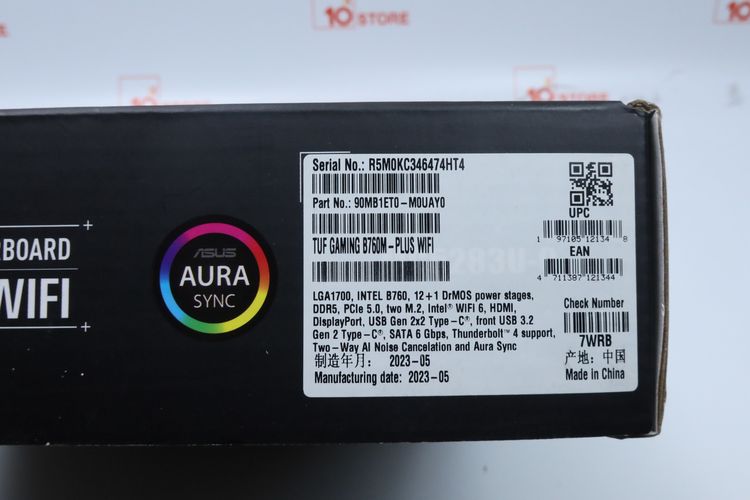 10 STORE
10 STORE
10 STORE
Serial No.: R5M0KC346474HT4
Part No.: 90MB1ET0-M0UAY0
TUF GAMING B760M-PLUS WIFI
LGA1700, INTEL B760, 12+1 DrMOS power stages,
DDR5, PCIe 5.0, two M.2, Intel® WIFI 6, HDMI,
DisplayPort, USB Gen 2x2 Type-C®, front USB 3.2
Gen 2 Type-C®, SATA 6 Gbps, Thunderbolt™ 4 support,
Two-Way AI Noise Cancelation and Aura Sync
制造年月: 2023-05
Manufacturing date: 2023-05
UPC
1 97105 12134 8
EAN
4 711387 121344
Check Number
7WRB
产地: 中国
Made in China
RBOARD
WIFI
ASUS
AURA
SYNC